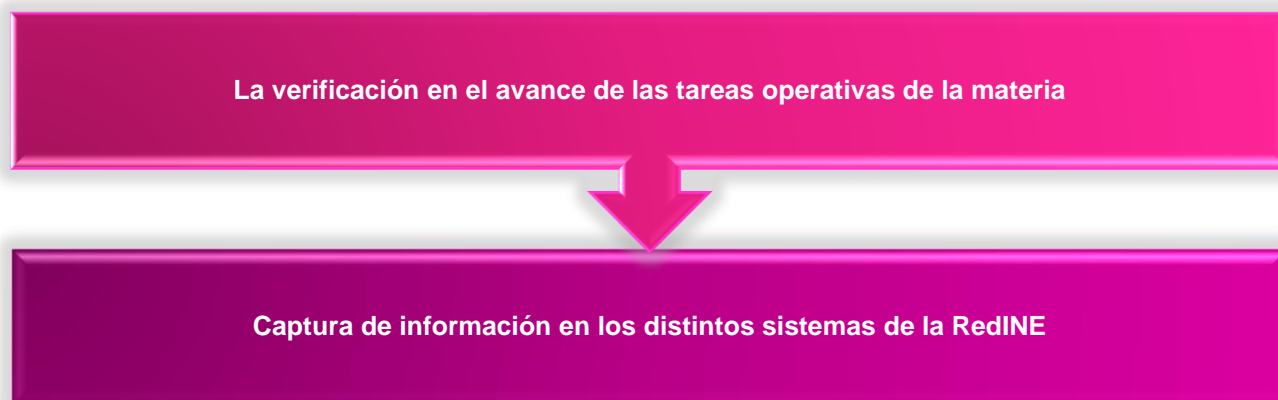 La verificación en el avance de las tareas operativas de la materia
Captura de información en los distintos sistemas de la RedINE